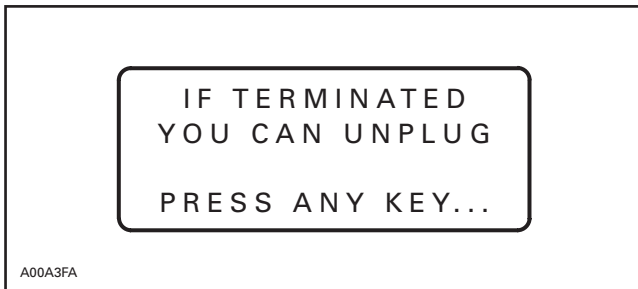 IF TERMINATED
YOU CAN UNPLUG
PRESS ANY KEY...
A00A3FA